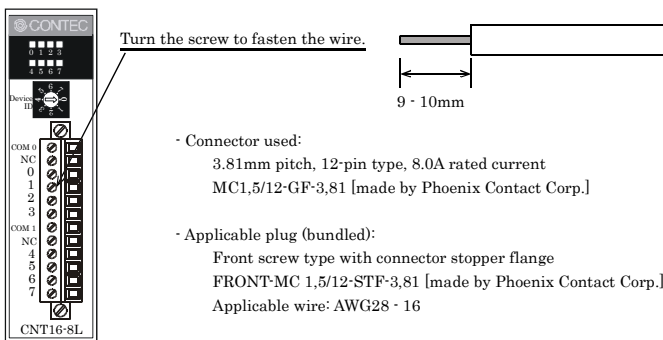 CONTEC
0 1 2 3
4 5 6 7
Device
ID
COM 0
NC
0
1
2
3
COM 1
NC
4
5
6
7
CNT16-8L
Turn the screw to fasten the wire.
9 - 10mm
- Connector used:
3.81mm pitch, 12-pin type, 8.0A rated current
MC1,5/12-GF-3,81 [made by Phoenix Contact Corp.]
- Applicable plug (bundled):
Front screw type with connector stopper flange
FRONT-MC 1,5/12-STF-3,81 [made by Phoenix Contact Corp.]
Applicable wire: AWG28 - 16